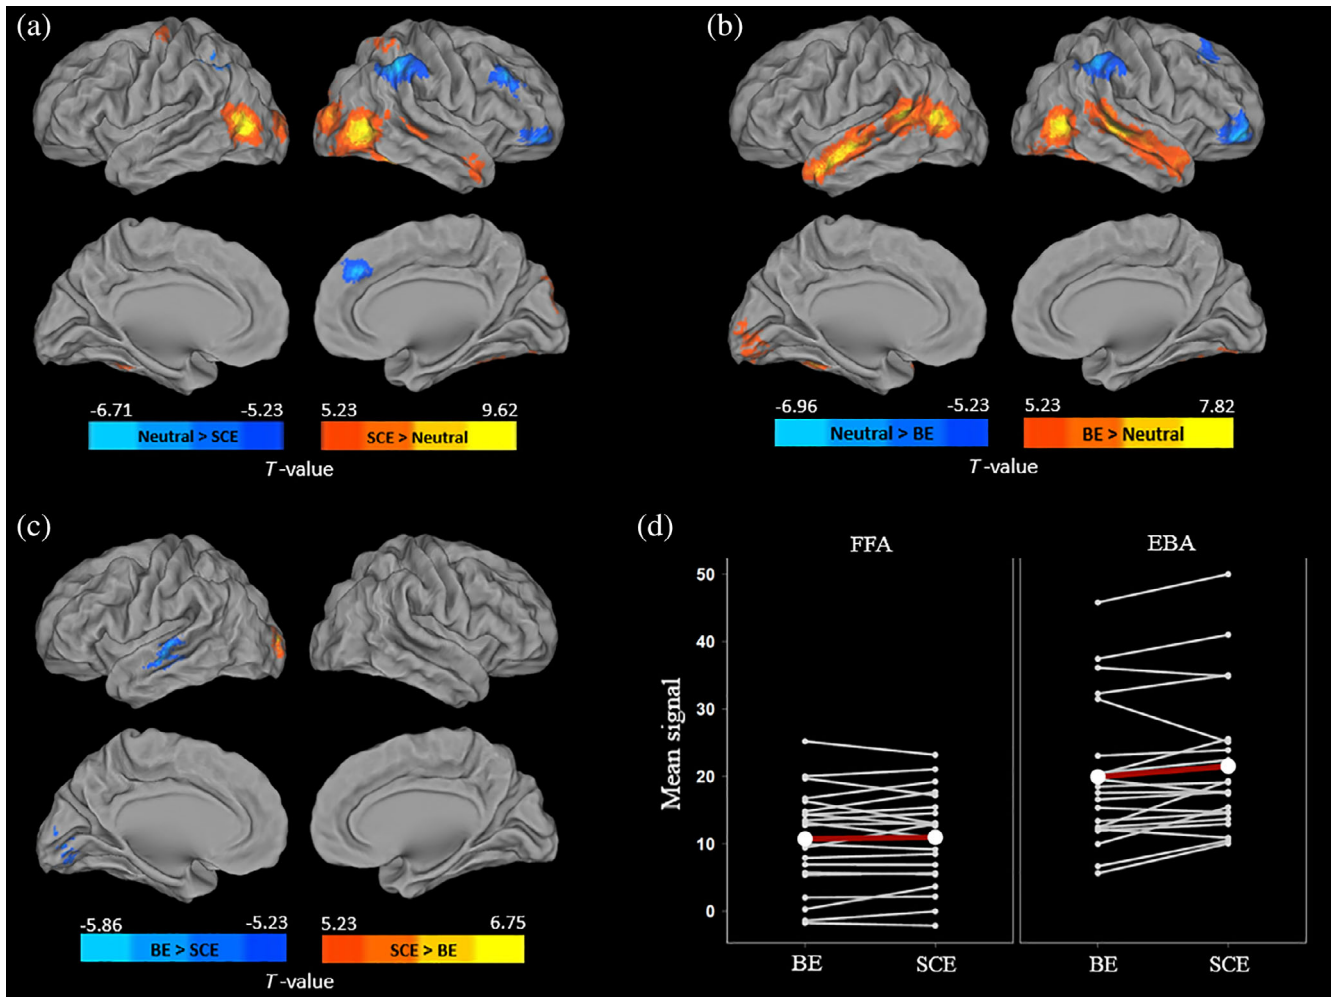 (a)
(b)
-6.71 -5.23 5.23 9.62
Neutral > SCE SCE > Neutral
T-value
-6.96 -5.23 5.23 7.82
Neutral > BE BE > Neutral
T-value
(c)
(d)
-5.86 -5.23 5.23 6.75
BE > SCE SCE > BE
T-value
FFA EBA
Mean signal
50
40
30
20
10
0
BE SCE BE SCE